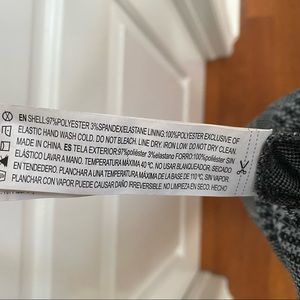 EN SHELL:97%POLYESTER 3%SPANDEX/ELASTANE LINING:100%POLYESTER EXCLUSIVE OF
ELASTIC HAND WASH COLD. DO NOT BLEACH. LINE DRY. IRON LOW. DO NOT DRY CLEAN.
MADE IN CHINA. ES TELA EXTERIOR:97%poliéster 3%elastano FORRO:100%poliéster SIN
ELÁSTICO LAVAR A MANO. TEMPERATURA MÁXIMA 40 ºC. NO USAR BLANQUEADOR. SECADO
EN TENDEDERO. PLANCHAR A UNA TEMPERATURA MÁXIMA DE LA BASE DE 110 ºC, SIN VAPOR.
PLANCHAR CON VAPOR PUEDE CAUSAR DAÑO IRREVERSIBLE. NO LIMPIEZA EN SECO. HECHO